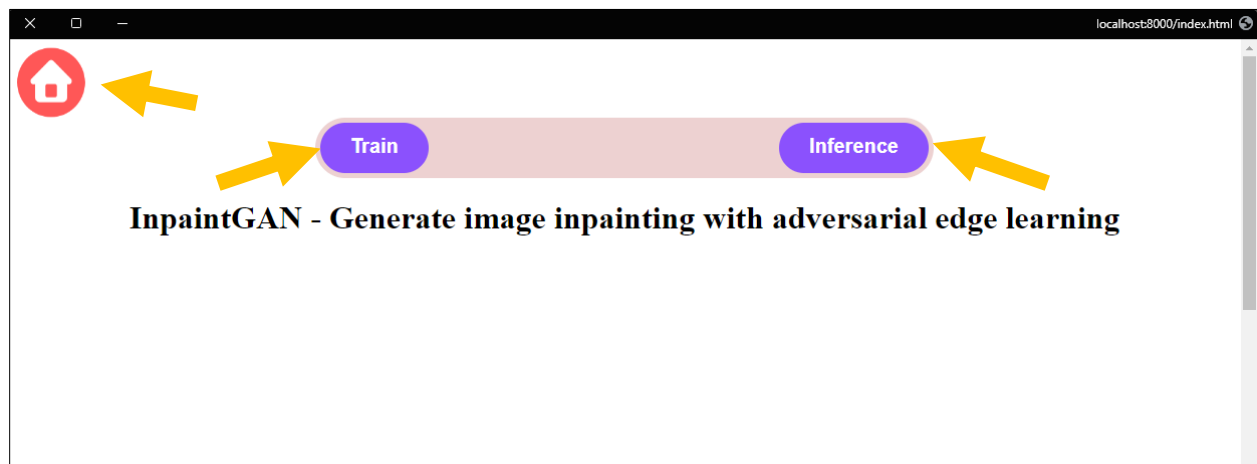 localhost:8000/index.html
Train Inference
InpaintGAN - Generate image inpainting with adversarial edge learning